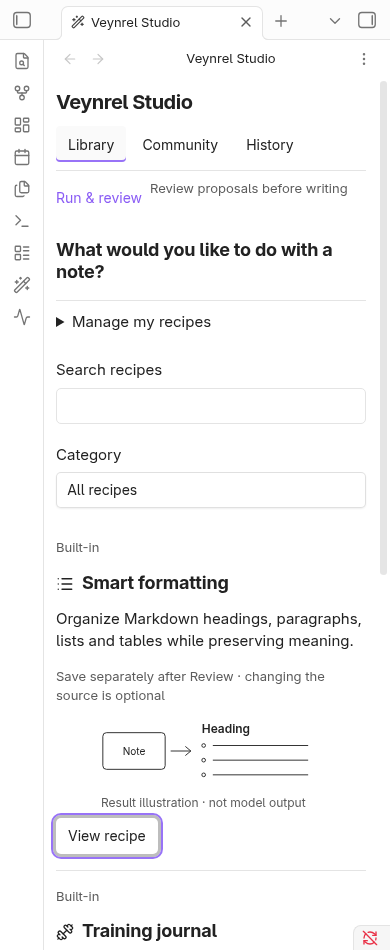 Veynrel Studio
Veynrel Studio
Veynrel Studio
Library
Community
History
Run & review
Review proposals before writing
What would you like to do with a
note?
Manage my recipes
Search recipes
Category
All recipes
Built-in
Smart formatting
Organize Markdown headings, paragraphs,
lists and tables while preserving meaning.
Save separately after Review · changing the
source is optional
Heading
Note
Result illustration · not model output
View recipe
Built-in
Training journal